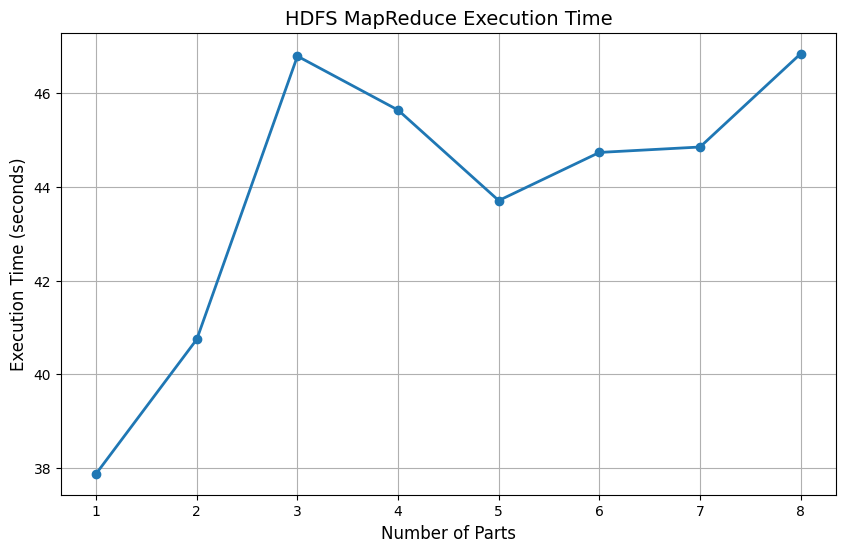 HDFS MapReduce Execution Time
Execution Time (seconds)
46
44
42
40
38
1 2 3 4 5 6 7 8
Number of Parts